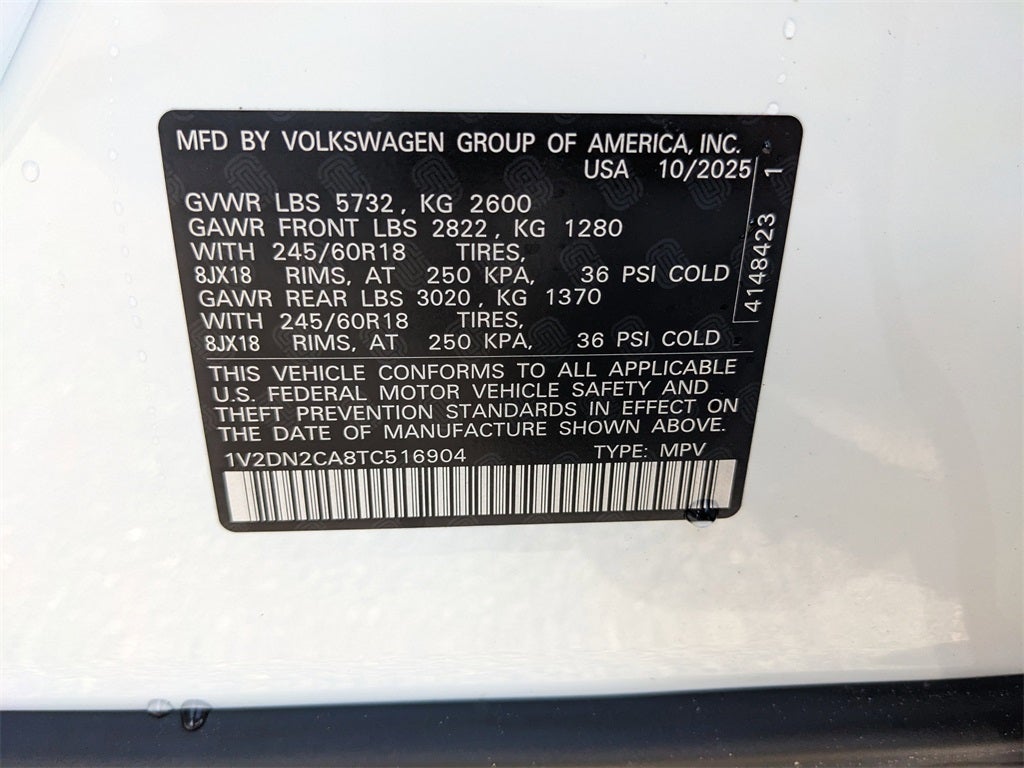 MFD BY VOLKSWAGEN GROUP OF AMERICA, INC.
USA 10/2025
GVWR LBS 5732, KG 2600
GAWR FRONT LBS 2822, KG 1280
WITH 245/60R18 TIRES,
8JX18 RIMS, AT 250 KPA, 36 PSI COLD
GAWR REAR LBS 3020, KG 1370
WITH 245/60R18 TIRES,
8JX18 RIMS, AT 250 KPA, 36 PSI COLD
4148423 1
THIS VEHICLE CONFORMS TO ALL APPLICABLE
U.S. FEDERAL MOTOR VEHICLE SAFETY AND
THEFT PREVENTION STANDARDS IN EFFECT ON
THE DATE OF MANUFACTURE SHOWN ABOVE.
1V2DN2CA8TC516904 TYPE: MPV